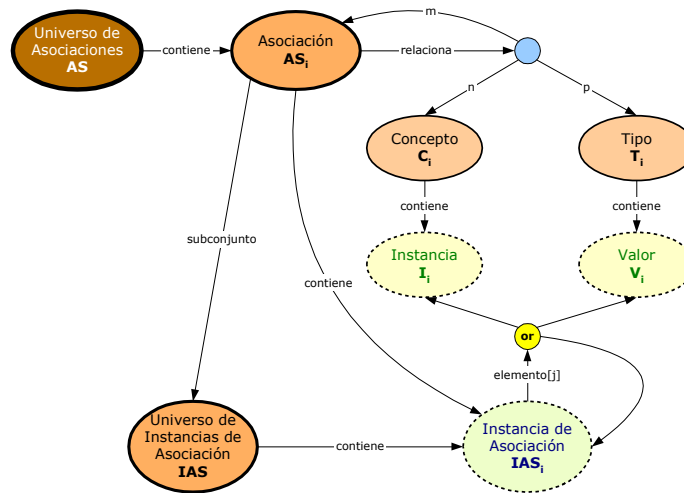 m
Universo de
Asociaciones
AS
contiene
Asociación
ASi
relaciona
n
p
Concepto
Ci
Tipo
Ti
contiene
contiene
subconjunto
Instancia
Ii
Valor
Vi
contiene
or
elemento[j]
Universo de
Instancias de
Asociación
IAS
contiene
Instancia de
Asociación
IASi